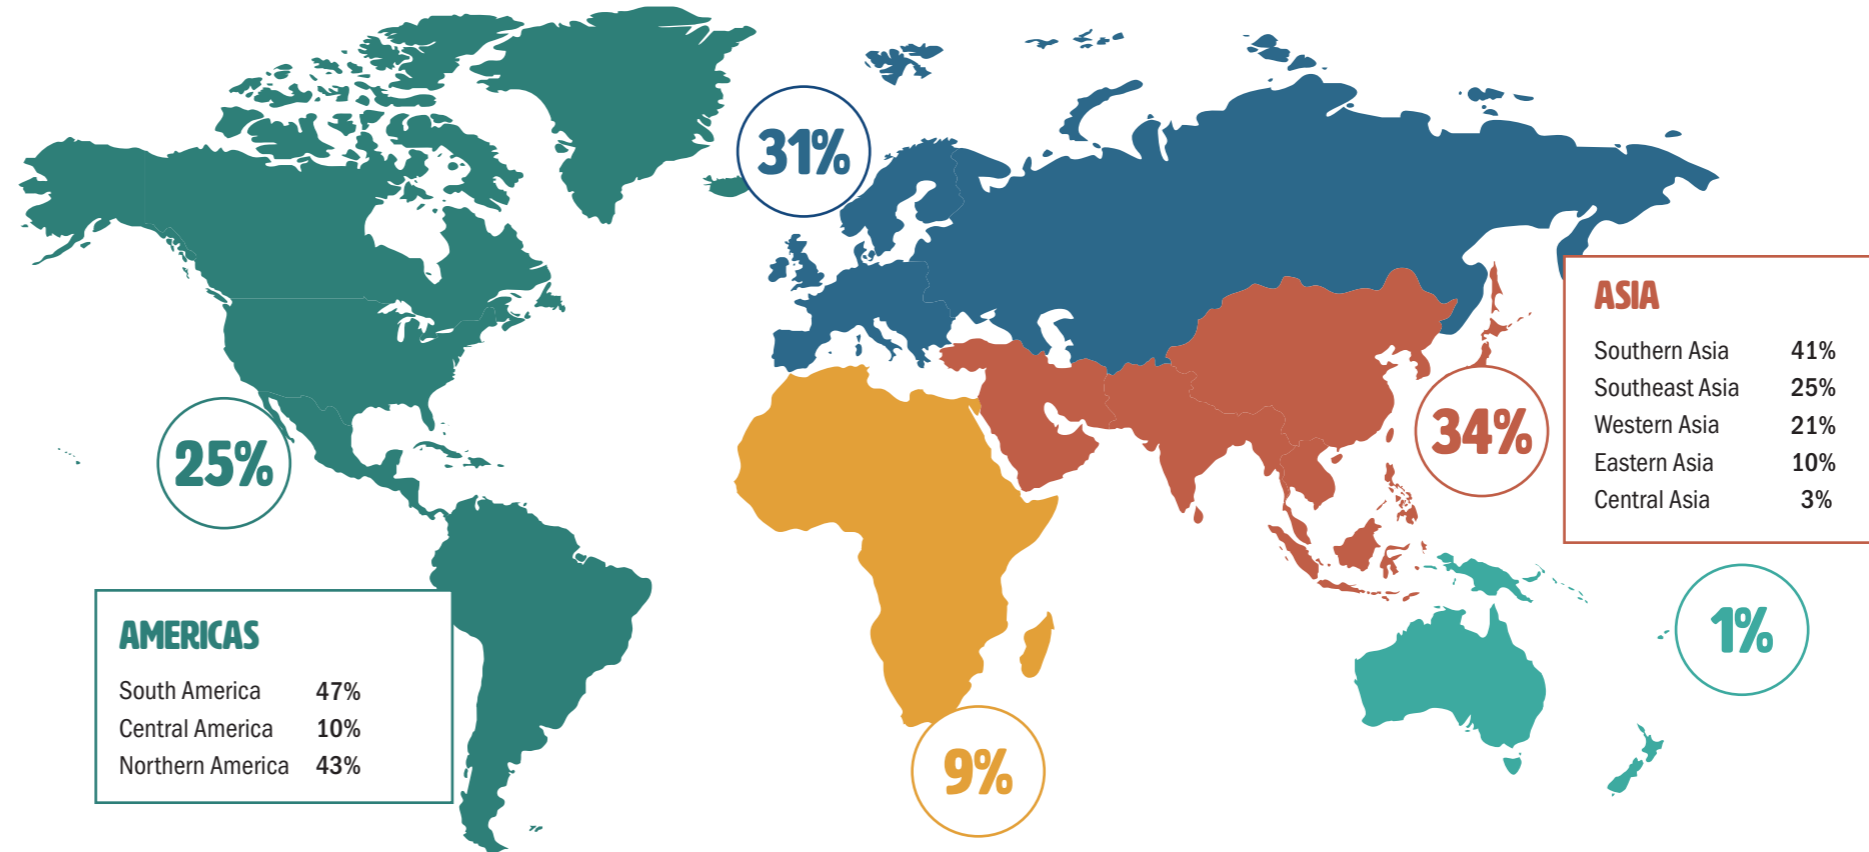 31%
25%
34%
1%
9%
ASIA
Southern Asia 41%
Southeast Asia 25%
Western Asia 21%
Eastern Asia 10%
Central Asia 3%
AMERICAS
South America 47%
Central America 10%
Northern America 43%